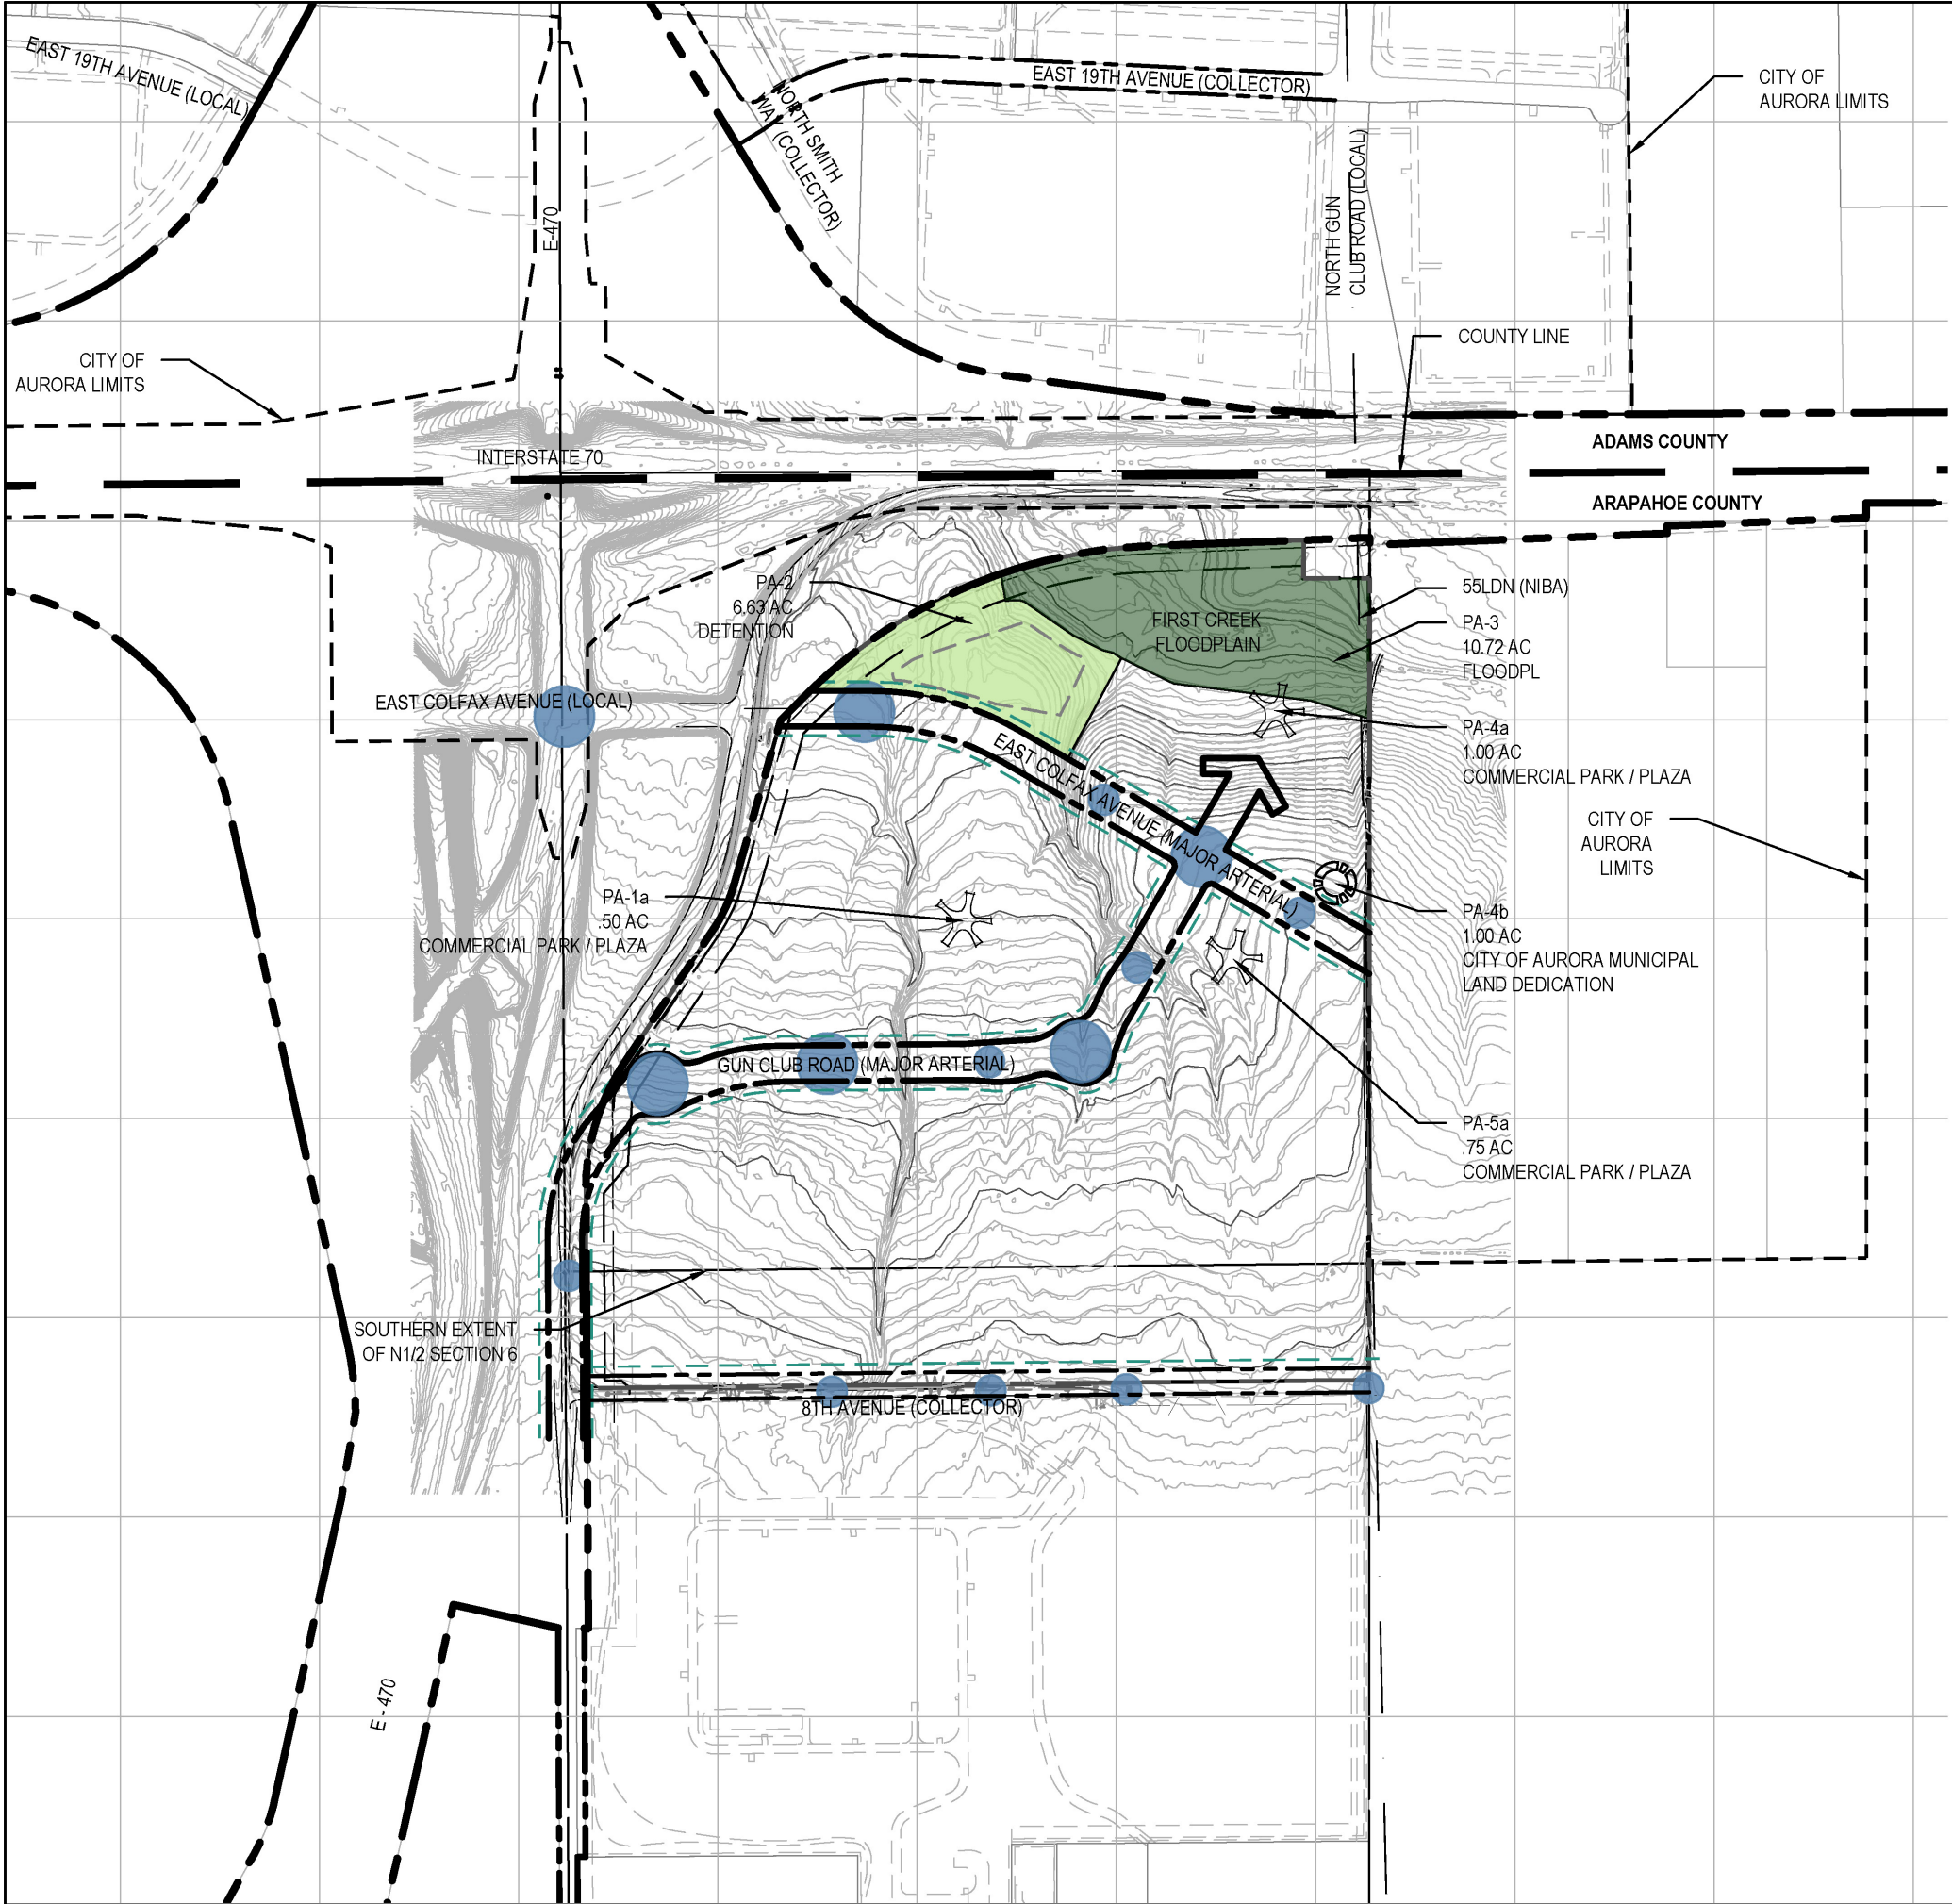 EAST 19TH AVENUE (LOCAL)
EAST 19TH AVENUE (COLLECTOR)
NORTH SMITH
WAY (COLLECTOR)
CITY OF
AURORA LIMITS
E-470
NORTH GUN
CLUB ROAD (LOCAL)
CITY OF
AURORA LIMITS
COUNTY LINE
INTERSTATE 70
ADAMS COUNTY
ARAPAHOE COUNTY
PA-2
6.63 AC
DETENTION
FIRST CREEK
FLOODPLAIN
55LDN (NIBA)
PA-3
10.72 AC
FLOODPL
EAST COLFAX AVENUE (LOCAL)
EAST COLFAX AVENUE (MAJOR ARTERIAL)
PA-4a
1.00 AC
COMMERCIAL PARK / PLAZA
CITY OF
AURORA
LIMITS
PA-1a
.50 AC
COMMERCIAL PARK / PLAZA
PA-4b
1.00 AC
CITY OF AURORA MUNICIPAL
LAND DEDICATION
GUN CLUB ROAD (MAJOR ARTERIAL)
PA-5a
.75 AC
COMMERCIAL PARK / PLAZA
SOUTHERN EXTENT
OF N1/2 SECTION 6
8TH AVENUE (COLLECTOR)
E - 470